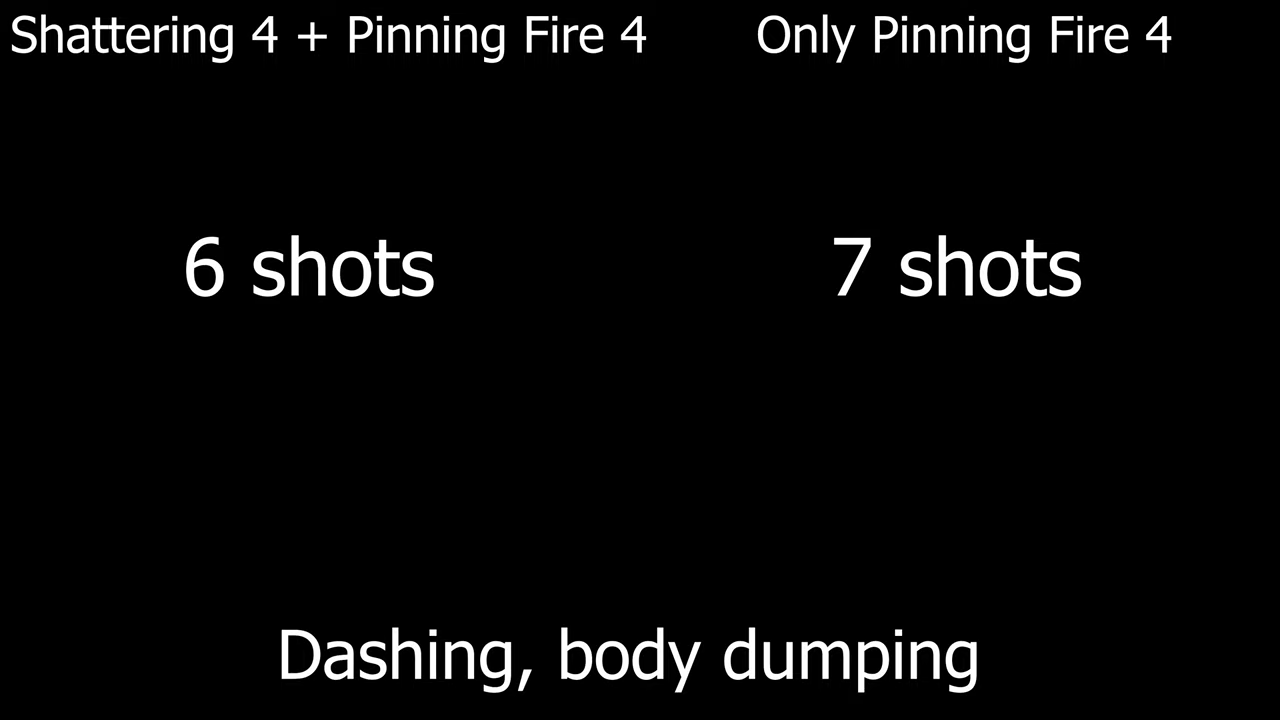 Shattering 4 + Pinning Fire 4
Only Pinning Fire 4
6 shots
7 shots
Dashing, body dumping